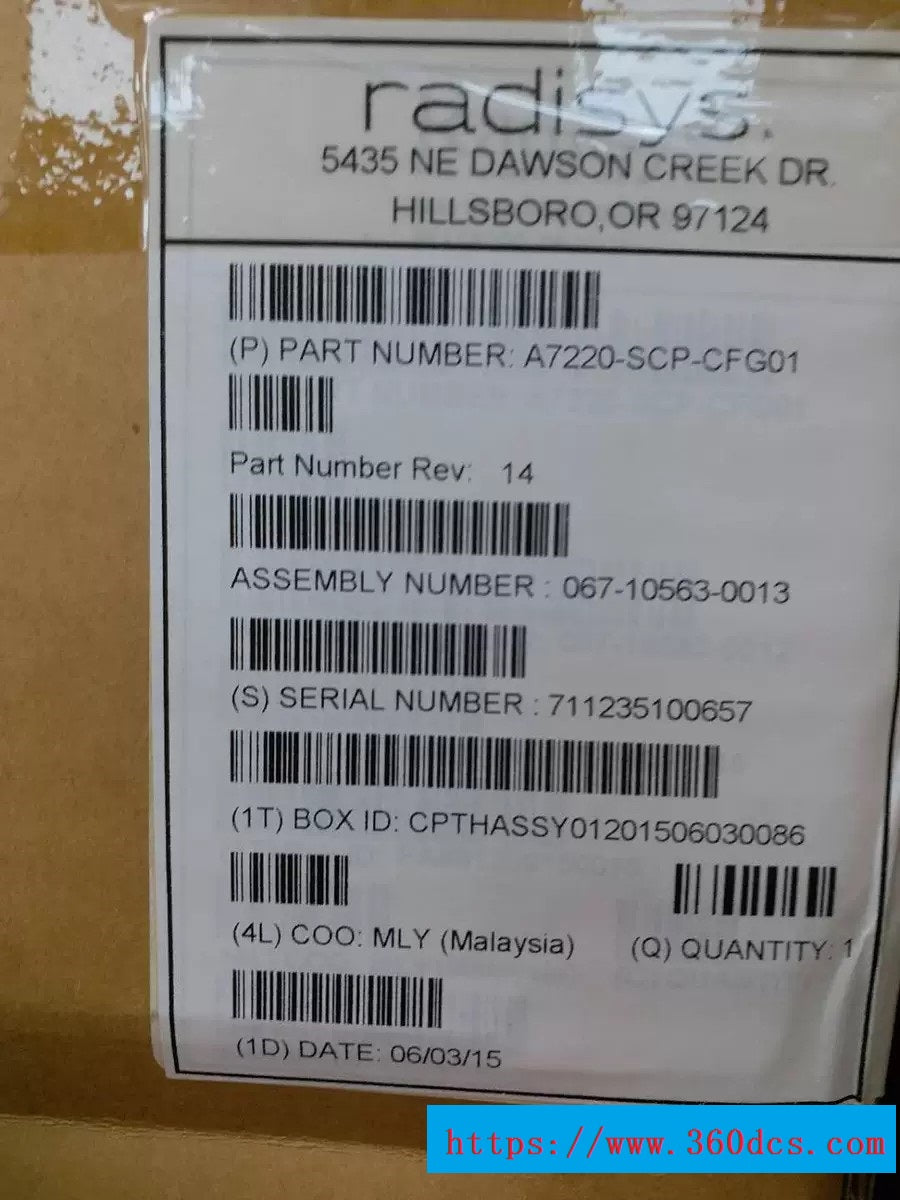 radisys.
5435 NE DAWSON CREEK DR.
HILLSBORO,OR 97124
(P) PART NUMBER: A7220-SCP-CFG01
Part Number Rev: 14
ASSEMBLY NUMBER : 067-10563-0013
(S) SERIAL NUMBER : 711235100657
(1T) BOX ID: CPTHASSY01201506030086
(4L) COO: MLY (Malaysia) (Q) QUANTITY: 1
(1D) DATE: 06/03/15
https://www.360dcs.com